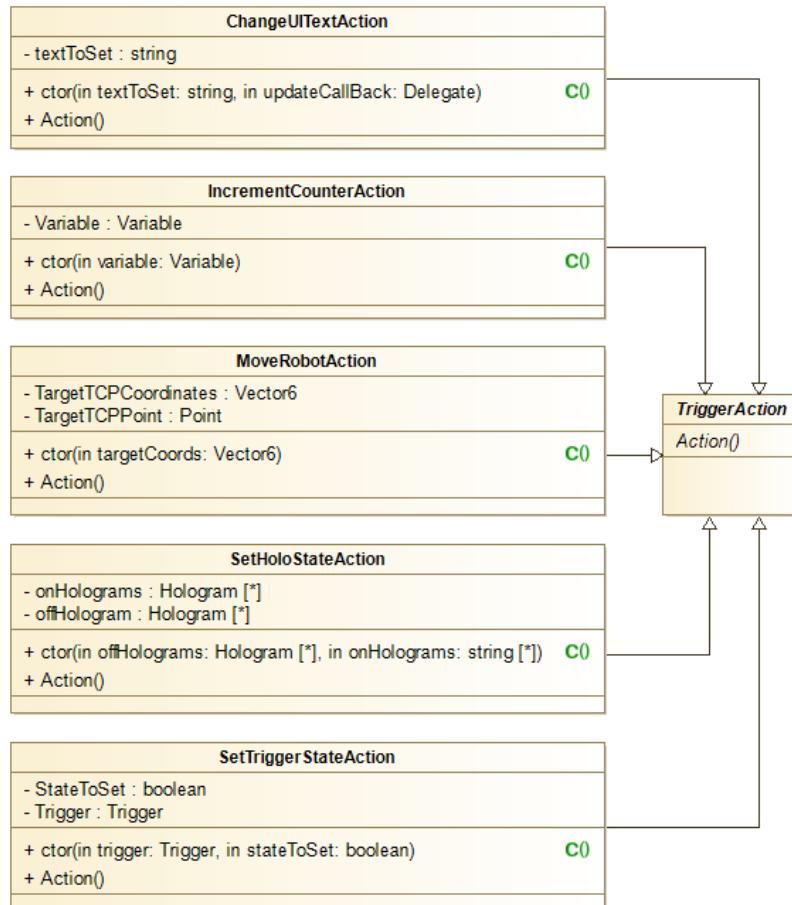 ChangeUITextAction
- textToSet : string
+ ctor(in textToSet: string, in updateCallBack: Delegate) C()
+ Action()
IncrementCounterAction
- Variable : Variable
+ ctor(in variable: Variable) C()
+ Action()
MoveRobotAction
- TargetTCPCoordinates : Vector6
- TargetTCPPoint : Point
+ ctor(in targetCoords: Vector6) C()
+ Action()
TriggerAction
Action()
SetHoloStateAction
- onHolograms : Hologram [*]
- offHologram : Hologram [*]
+ ctor(in offHolograms: Hologram [*], in onHolograms: string [*]) C()
+ Action()
SetTriggerStateAction
- StateToSet : boolean
- Trigger : Trigger
+ ctor(in trigger: Trigger, in stateToSet: boolean) C()
+ Action()